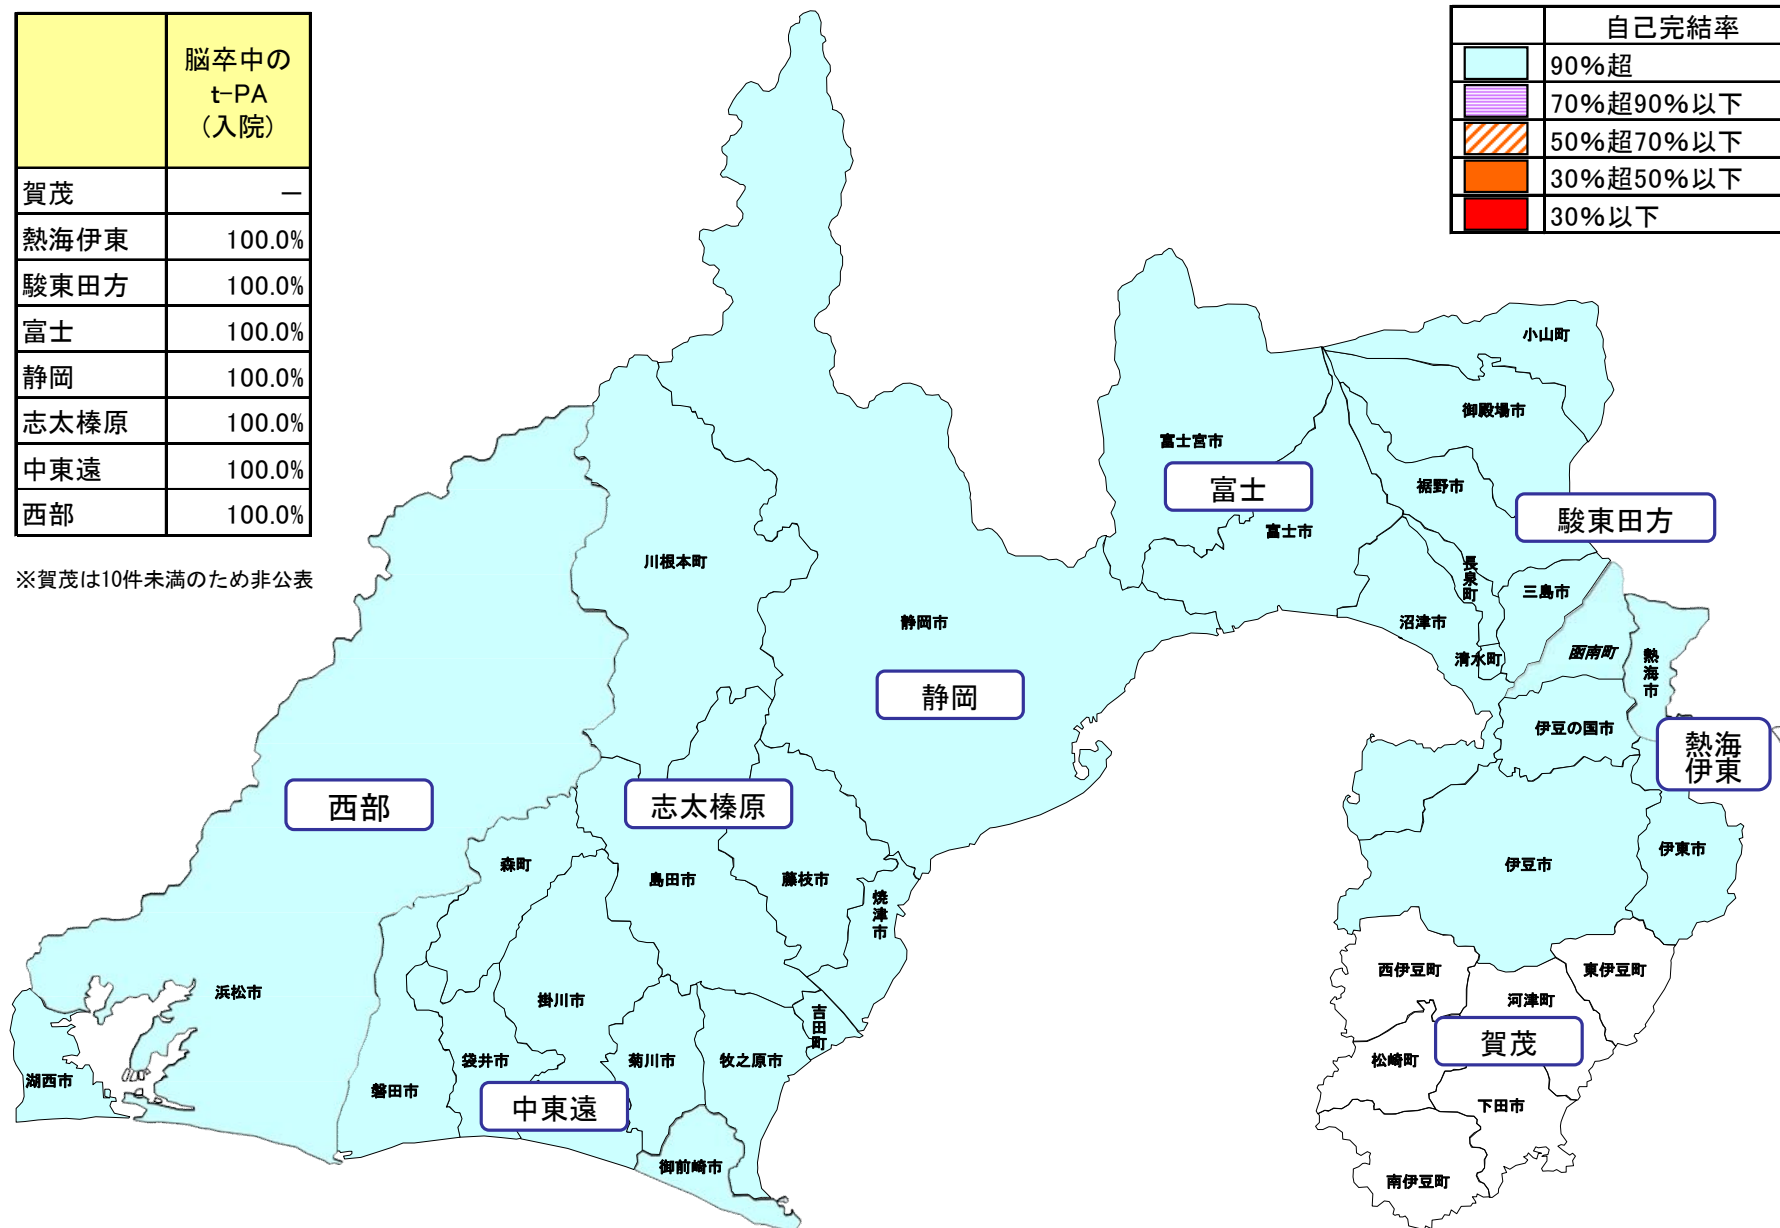 脳卒中の
t-PA
（入院）
賀茂 －
熱海伊東 100.0%
駿東田方 100.0%
富士 100.0%
静岡 100.0%
志太榛原 100.0%
中東遠 100.0%
西部 100.0%
※賀茂は10件未満のため非公表
自己完結率
90%超
70%超90%以下
50%超70%以下
30%超50%以下
30%以下
小山町
御殿場市
富士宮市
富士
裾野市
駿東田方
富士市
川根本町
長泉町
三島市
静岡市
沼津市
函南町
清水町
熱海市
静岡
伊豆の国市
熱海
伊東
西部
志太榛原
森町
島田市
藤枝市
焼津市
伊豆市
伊東市
西伊豆町
東伊豆町
浜松市
掛川市
河津町
吉田町
賀茂
湖西市
磐田市
袋井市
菊川市
牧之原市
松崎町
中東遠
下田市
御前崎市
南伊豆町